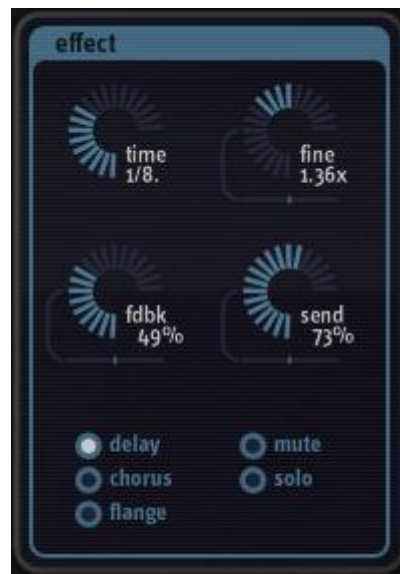 effect
time
1/8.
fine
1.36x
fdbk
49%
send
73%
delay
mute
chorus
solo
flange